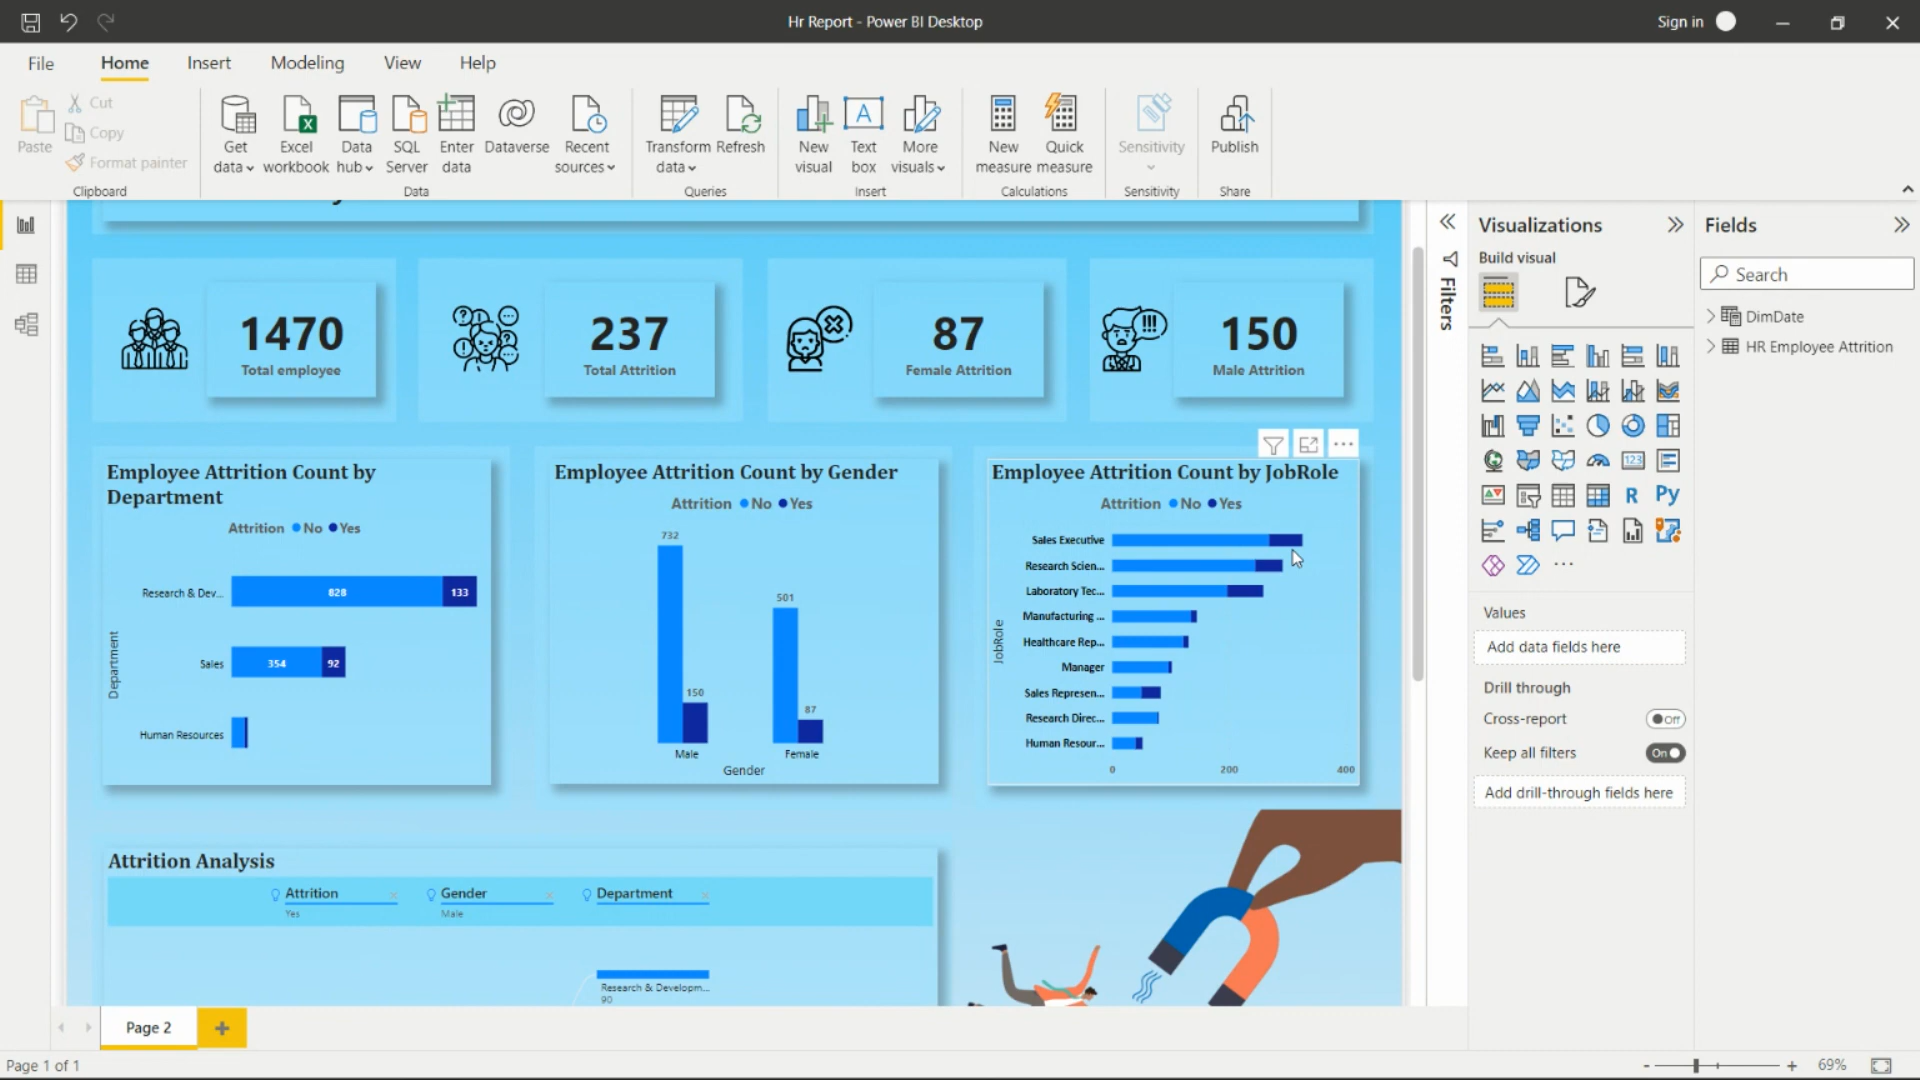 Hr Report - Power BI Desktop
Sign in
File Home Insert Modeling View Help
Paste
Cut
Copy
Format painter
Clipboard
Get data
Excel workbook
Data hub
SQL Server
Enter data
Dataverse
Recent sources
Data
Transform data
Refresh
Queries
New visual
Text box
More visuals
Insert
New measure
Quick measure
Calculations
Sensitivity
Sensitivity
Publish
Share
1470
Total employee
237
Total Attrition
87
Female Attrition
150
Male Attrition
Employee Attrition Count by
Department
Attrition No Yes
Department
Research & Dev... 828 133
Sales 354 92
Human Resources
Employee Attrition Count by Gender
Attrition No Yes
732
150
501
87
Male Female
Gender
Employee Attrition Count by JobRole
Attrition No Yes
JobRole
Sales Executive
Research Scien...
Laboratory Tec...
Manufacturing ...
Healthcare Rep...
Manager
Sales Represen...
Research Direc...
Human Resour...
0 200 400
Attrition Analysis
Attrition
Yes
Gender
Male
Department
Research & Developm...
90
Filters
Visualizations
Build visual
123
R
Py
Values
Add data fields here
Drill through
Cross-report Off
Keep all filters On
Add drill-through fields here
Fields
Search
DimDate
HR Employee Attrition
Page 2
Page 1 of 1
- + 69%